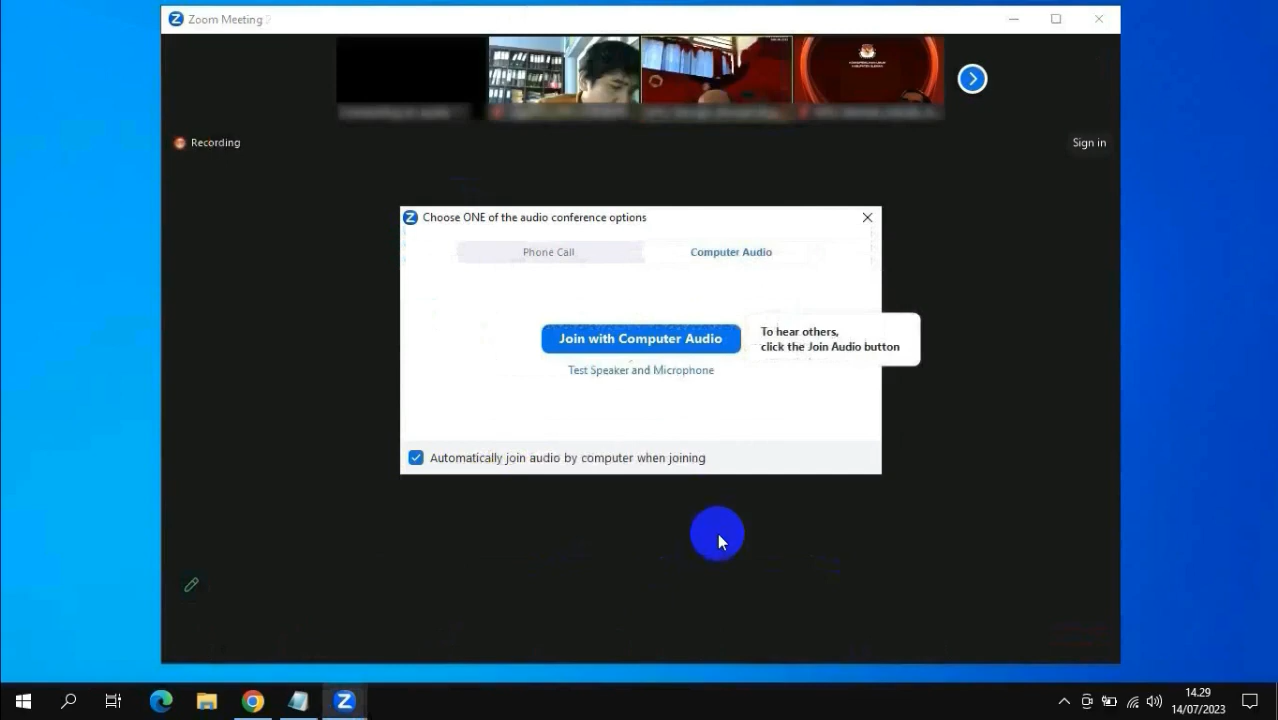 Zoom Meeting
Recording
Sign in
Choose ONE of the audio conference options
Phone Call
Computer Audio
Join with Computer Audio
To hear others,
click the Join Audio button
Test Speaker and Microphone
Automatically join audio by computer when joining
14.29
14/07/2023